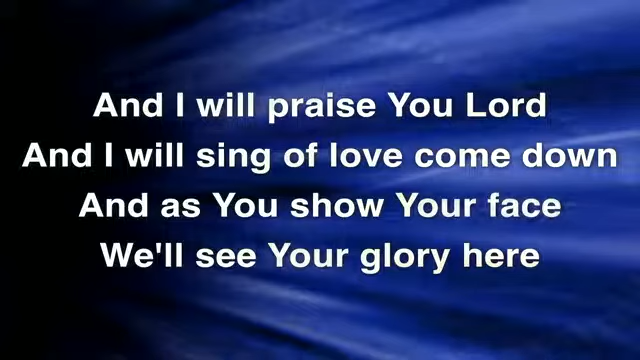 And I will praise You Lord
And I will sing of love come down
And as You show Your face
We'll see Your glory here